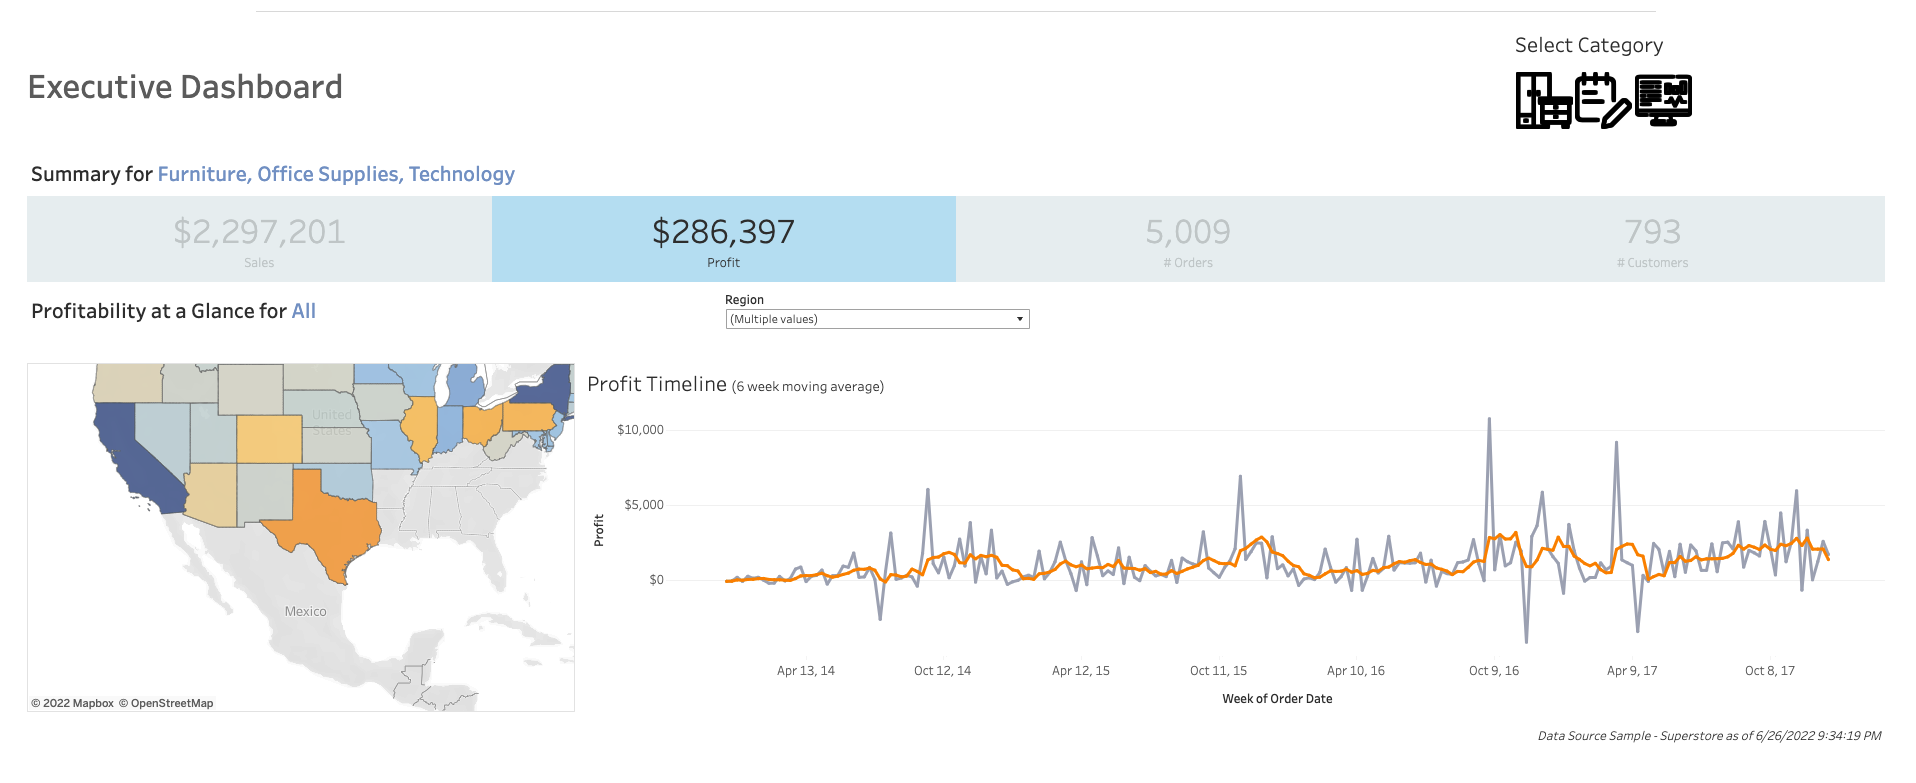 Select Category
Executive Dashboard
Summary for Furniture, Office Supplies, Technology
$2,297,201
Sales
$286,397
Profit
5,009
# Orders
793
# Customers
Profitability at a Glance for All
Region
(Multiple values)
United
States
Mexico
© 2022 Mapbox © OpenStreetMap
Profit Timeline (6 week moving average)
$10,000
$5,000
$0
Profit
Apr 13, 14
Oct 12, 14
Apr 12, 15
Oct 11, 15
Apr 10, 16
Oct 9, 16
Apr 9, 17
Oct 8, 17
Week of Order Date
Data Source Sample - Superstore as of 6/26/2022 9:34:19 PM